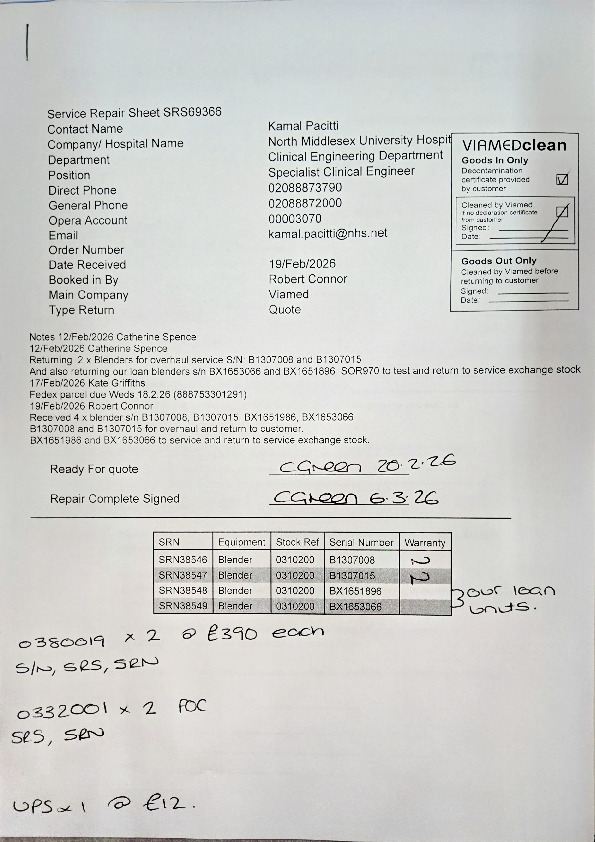 Service Repair Sheet SRS69366
Contact Name Kamal Pacitti
Company/ Hospital Name North Middlesex University Hospit
Department Clinical Engineering Department
Position Specialist Clinical Engineer
Direct Phone 02088873790
General Phone 02088872000
Opera Account 00003070
Email kamal.pacitti@nhs.net
Order Number
Date Received 19/Feb/2026
Booked in By Robert Connor
Main Company Viamed
Type Return Quote
VIAMEDclean
Goods In Only
Decontamination
certificate provided
by customer
Cleaned by Viamed
if no declaration certificate
from customer
Signed:
Date:
Goods Out Only
Cleaned by Viamed before
returning to customer
Signed:
Date:
Notes 12/Feb/2026 Catherine Spence
12/Feb/2026 Catherine Spence
Returning 2 x Blenders for overhaul service S/N: B1307008 and B1307015
And also returning our loan blenders s/n BX1653066 and BX1651896 SOR970 to test and return to service exchange stock
17/Feb/2026 Kate Griffiths
Fedex parcel due Weds 18.2.26 (888753301291)
19/Feb/2026 Robert Connor
Received 4 x blender s/n B1307008, B1307015 BX1651986, BX1653066
B1307008 and B1307015 for overhaul and return to customer.
BX1651986 and BX1653066 to service and return to service exchange stock.
Ready For quote CGreen 20.2.26
Repair Complete Signed CGreen 6.3.26
SRN Equipment Stock Ref Serial Number Warranty
SRN38546 Blender 0310200 B1307008 N
SRN38547 Blender 0310200 B1307015 N
SRN38548 Blender 0310200 BX1651896
SRN38549 Blender 0310200 BX1653066
our loan
units.
0380019 x 2 @ £390 each
S/N, SRS, SRN
0332001 x 2 FOC
SRS, SRN
UPS x 1 @ £12.